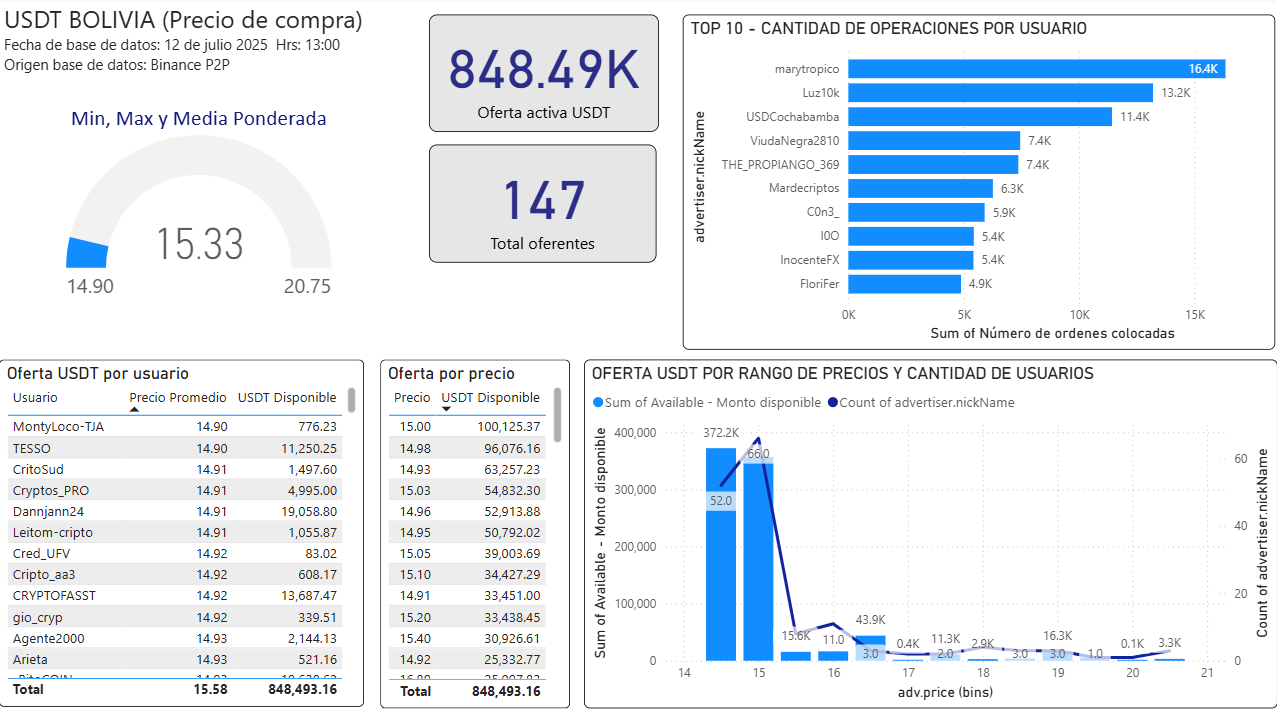 USDT BOLIVIA (Precio de compra)
Fecha de base de datos: 12 de julio 2025 Hrs: 13:00
Origen base de datos: Binance P2P
Min, Max y Media Ponderada
15.33
14.90
20.75
848.49K
Oferta activa USDT
147
Total oferentes
TOP 10 - CANTIDAD DE OPERACIONES POR USUARIO
advertiser.nickName
marytropico 16.4K
Luz10k 13.2K
USDCochabamba 11.4K
ViudaNegra2810 7.4K
THE_PROPIANGO_369 7.4K
Mardecriptos 6.3K
C0n3_ 5.9K
I0O 5.4K
InocenteFX 5.4K
FloriFer 4.9K
0K 5K 10K 15K
Sum of Número de ordenes colocadas
Oferta USDT por usuario
Usuario Precio Promedio USDT Disponible
MontyLoco-TJA 14.90 776.23
TESSO 14.90 11,250.25
CritoSud 14.91 1,497.60
Cryptos_PRO 14.91 4,995.00
Dannjann24 14.91 19,058.80
Leitom-cripto 14.91 1,055.87
Cred_UFV 14.92 83.02
Cripto_aa3 14.92 608.17
CRYPTOFASST 14.92 13,687.47
gio_cryp 14.92 339.51
Agente2000 14.93 2,144.13
Arieta 14.93 521.16
Total 15.58 848,493.16
Oferta por precio
Precio USDT Disponible
15.00 100,125.37
14.98 96,076.16
14.93 63,257.23
15.03 54,832.30
14.96 52,913.88
14.95 50,792.02
15.05 39,003.69
15.10 34,427.29
14.91 33,451.00
15.20 33,438.45
15.40 30,926.61
14.92 25,332.77
Total 848,493.16
OFERTA USDT POR RANGO DE PRECIOS Y CANTIDAD DE USUARIOS
Sum of Available - Monto disponible Count of advertiser.nickName
Sum of Available - Monto disponible
400,000
300,000
200,000
100,000
0
372.2K
52.0
66.0
15.6K
11.0
43.9K
3.0
0.4K
11.3K
2.0
2.9K
3.0
16.3K
3.0
1.0
0.1K
3.3K
60
40
20
0
Count of advertiser.nickName
14 15 16 17 18 19 20 21
adv.price (bins)